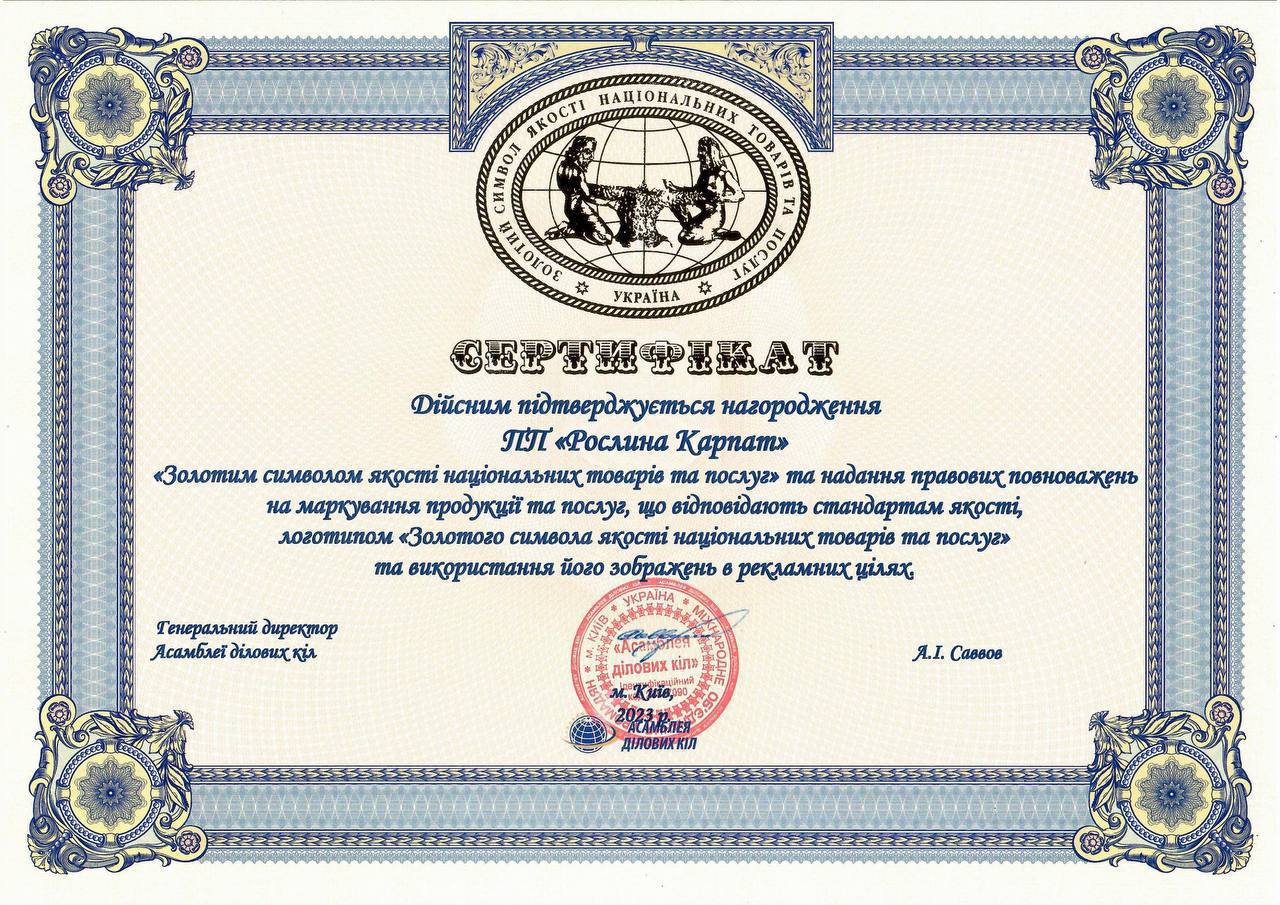 ЗОЛОТИЙ СИМВОЛ ЯКОСТІ НАЦІОНАЛЬНИХ ТОВАРІВ ТА ПОСЛУГ
УКРАЇНА
СЕРТИФІКАТ
Дійсним підтверджується нагородження
ПП «Рослина Карпат»
«Золотим символом якості національних товарів та послуг» та надання правових повноважень
на маркування продукції та послуг, що відповідають стандартам якості,
логотипом «Золотого символа якості національних товарів та послуг»
та використання його зображень в рекламних цілях.
Генеральний директор
Асамблеї ділових кіл
А.І. Саввов
м. КИЇВ * УКРАЇНА * МІЖНАРОДНЕ
«Асамблея
ділових кіл»
Ідентифікаційний
м. Київ,
2023 р.
АСАМБЛЕЯ
ДІЛОВИХ КІЛ